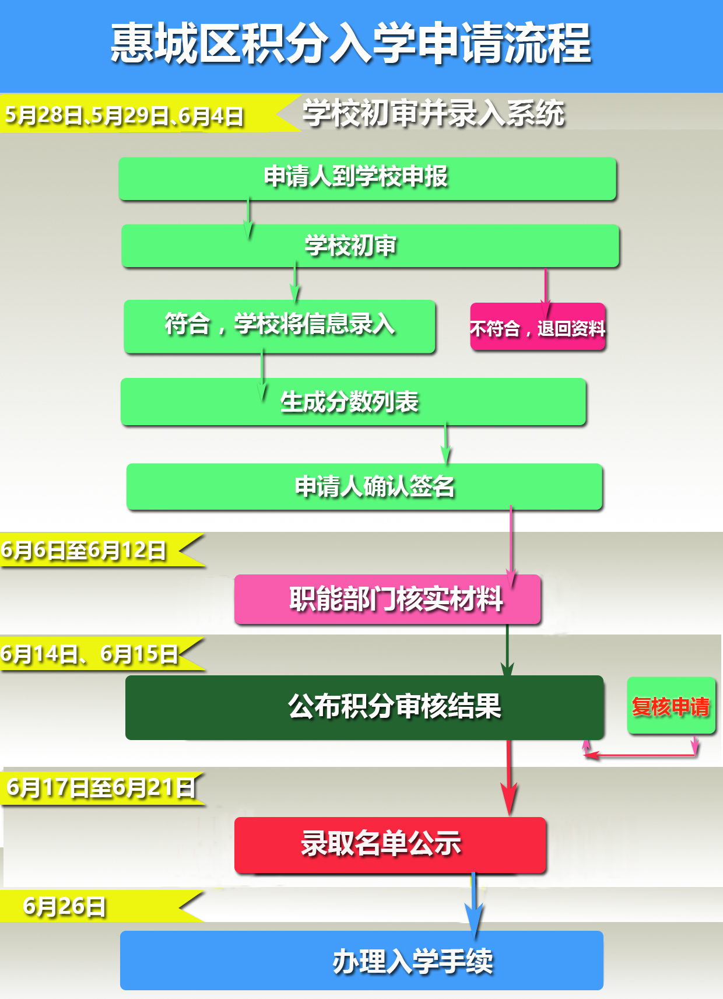 惠城区积分入学申请流程
5月28日、5月29日、6月4日
学校初审并录入系统
申请人到学校申报
学校初审
符合，学校将信息录入
不符合，退回资料
生成分数列表
申请人确认签名
6月6日至6月12日
职能部门核实材料
6月14日、6月15日
公布积分审核结果
复核申请
6月17日至6月21日
录取名单公示
6月26日
办理入学手续